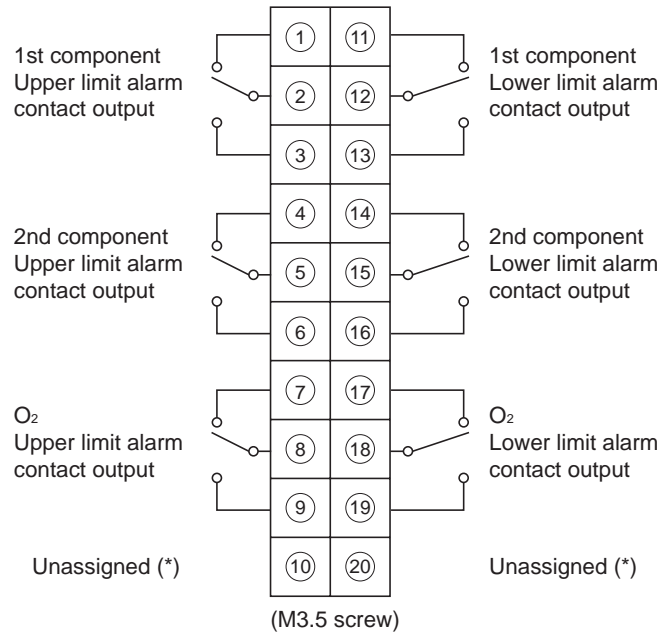 1st component
Upper limit alarm
contact output
2nd component
Upper limit alarm
contact output
O₂
Upper limit alarm
contact output
Unassigned (*)
① ⑪
② ⑫
③ ⑬
④ ⑭
⑤ ⑮
⑥ ⑯
⑦ ⑰
⑧ ⑱
⑨ ⑲
⑩ ⑳
1st component
Lower limit alarm
contact output
2nd component
Lower limit alarm
contact output
O₂
Lower limit alarm
contact output
Unassigned (*)
(M3.5 screw)